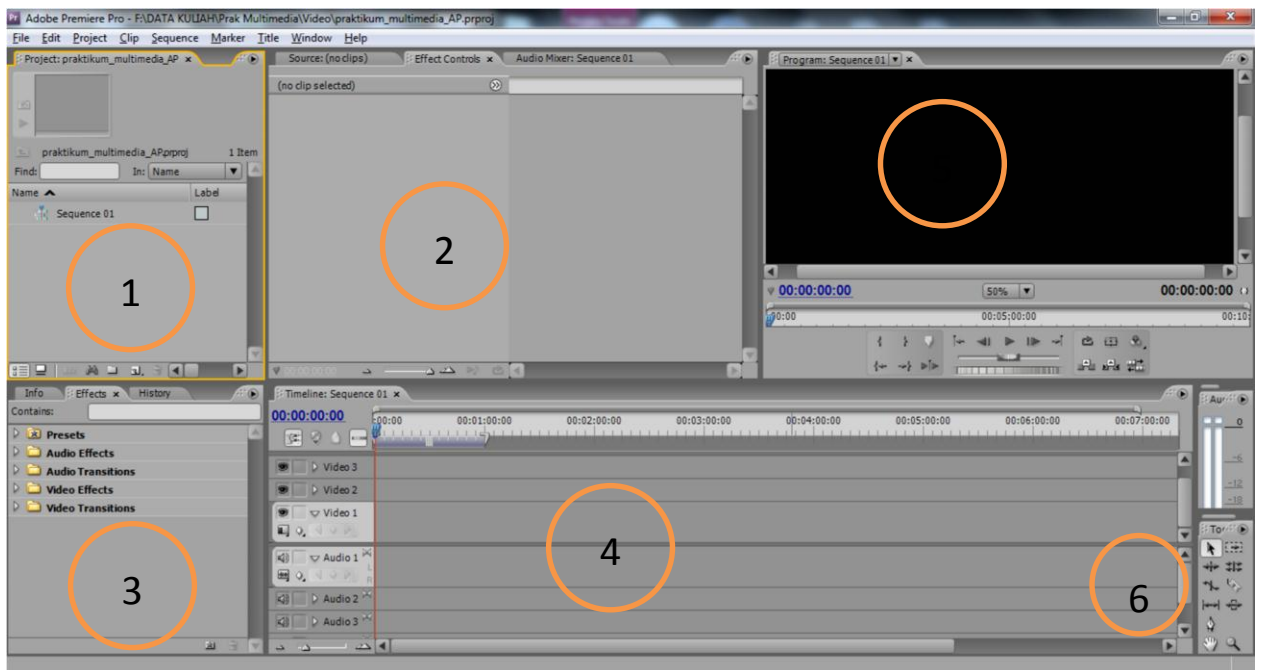 Adobe Premiere Pro - F:\DATA KULIAH\Prak Multimedia\Video\praktikum_multimedia_AP.prproj
File Edit Project Clip Sequence Marker Title Window Help
Project: praktikum_multimedia_AP
Source: (no clips) Effect Controls Audio Mixer: Sequence 01
Program: Sequence 01
(no clip selected)
praktikum_multimedia_AP.prproj 1 Item
Find: In: Name
Name Label
Sequence 01
1
2
00:00:00:00 50% 00:00:00:00
00:00 00:05:00:00 00:10:
00:00:00:00
Info Effects History
Contains:
Presets
Audio Effects
Audio Transitions
Video Effects
Video Transitions
3
Timeline: Sequence 01
00:00:00:00
:00:00 00:01:00:00 00:02:00:00 00:03:00:00 00:04:00:00 00:05:00:00 00:06:00:00 00:07:00:00
Video 3
Video 2
Video 1
Audio 1
L
R
Audio 2
Audio 3
4
6
0
-6
-12
-18